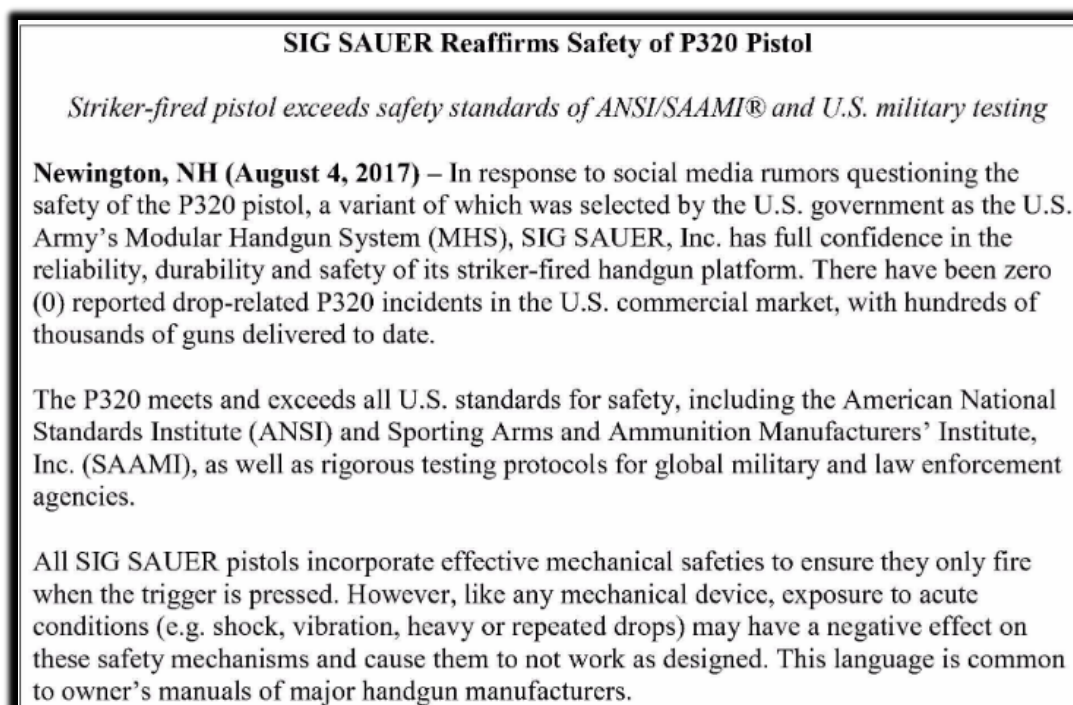 SIG SAUER Reaffirms Safety of P320 Pistol
Striker-fired pistol exceeds safety standards of ANSI/SAAMI® and U.S. military testing
Newington, NH (August 4, 2017) – In response to social media rumors questioning the
safety of the P320 pistol, a variant of which was selected by the U.S. government as the U.S.
Army's Modular Handgun System (MHS), SIG SAUER, Inc. has full confidence in the
reliability, durability and safety of its striker-fired handgun platform. There have been zero
(0) reported drop-related P320 incidents in the U.S. commercial market, with hundreds of
thousands of guns delivered to date.
The P320 meets and exceeds all U.S. standards for safety, including the American National
Standards Institute (ANSI) and Sporting Arms and Ammunition Manufacturers' Institute,
Inc. (SAAMI), as well as rigorous testing protocols for global military and law enforcement
agencies.
All SIG SAUER pistols incorporate effective mechanical safeties to ensure they only fire
when the trigger is pressed. However, like any mechanical device, exposure to acute
conditions (e.g. shock, vibration, heavy or repeated drops) may have a negative effect on
these safety mechanisms and cause them to not work as designed. This language is common
to owner's manuals of major handgun manufacturers.